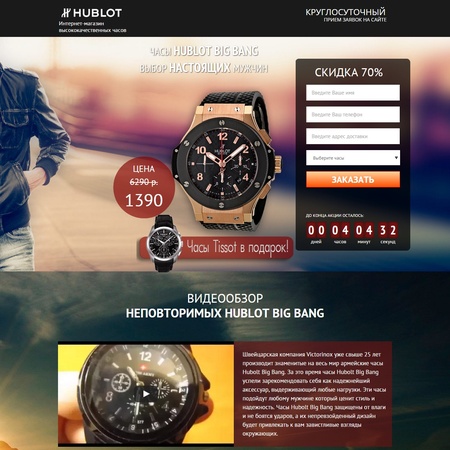 HUBLOT
Интернет-магазин
высококачественных часов
КРУГЛОСУТОЧНЫЙ
ПРИЕМ ЗАЯВОК НА САЙТЕ
ЧАСЫ HUBLOT BIG BANG
ВЫБОР НАСТОЯЩИХ МУЖЧИН
СКИДКА 70%
Введите Ваше имя
Введите Ваш телефон
Введите адрес доставки
Выберите часы
ЗАКАЗАТЬ
ДО КОНЦА АКЦИИ ОСТАЛОСЬ:
00 04 04 32
дней часов минут секунд
ЦЕНА
6290 р.
1390
Часы Tissot в подарок!
ВИДЕООБЗОР
НЕПОВТОРИМЫХ HUBLOT BIG BANG
Швейцарская компания Victorinox уже свыше 25 лет
производит знаменитые на весь мир армейские часы
Hubolt Big Bang. За это время часы Hubolt Big Bang
успели зарекомендовать себя как надежнейший
аксессуар, выдерживающий любые нагрузки. Эти часы
подойдут любому мужчине который ценит стиль и
надежность. Часы Hubolt Big Bang защищены от влаги
и не боятся ударов, а их непревзойденный дизайн
будет привлекать к вам завистливые взгляды
окружающих.